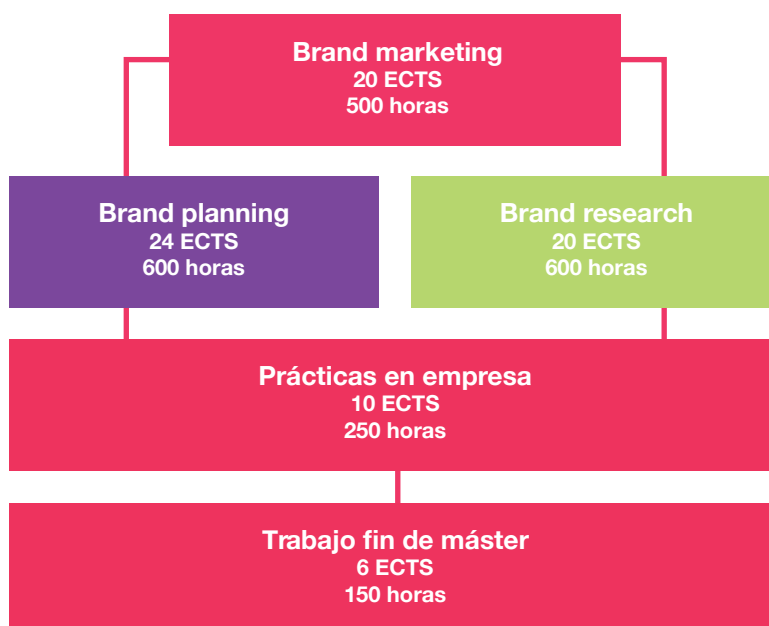 Brand marketing
20 ECTS
500 horas
Brand planning
24 ECTS
600 horas
Brand research
20 ECTS
600 horas
Prácticas en empresa
10 ECTS
250 horas
Trabajo fin de máster
6 ECTS
150 horas